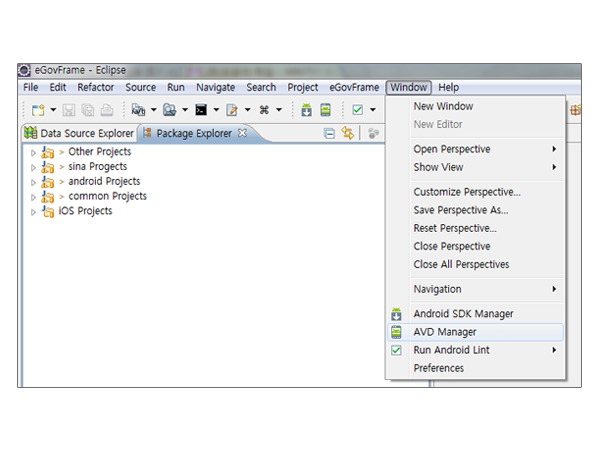 eGovFrame - Eclipse
File Edit Refactor Source Run Navigate Search Project eGovFrame Window Help
Data Source Explorer Package Explorer
> Other Projects
> sina Progects
> android Projects
> common Projects
iOS Projects
New Window
New Editor
Open Perspective
Show View
Customize Perspective...
Save Perspective As...
Reset Perspective...
Close Perspective
Close All Perspectives
Navigation
Android SDK Manager
AVD Manager
Run Android Lint
Preferences